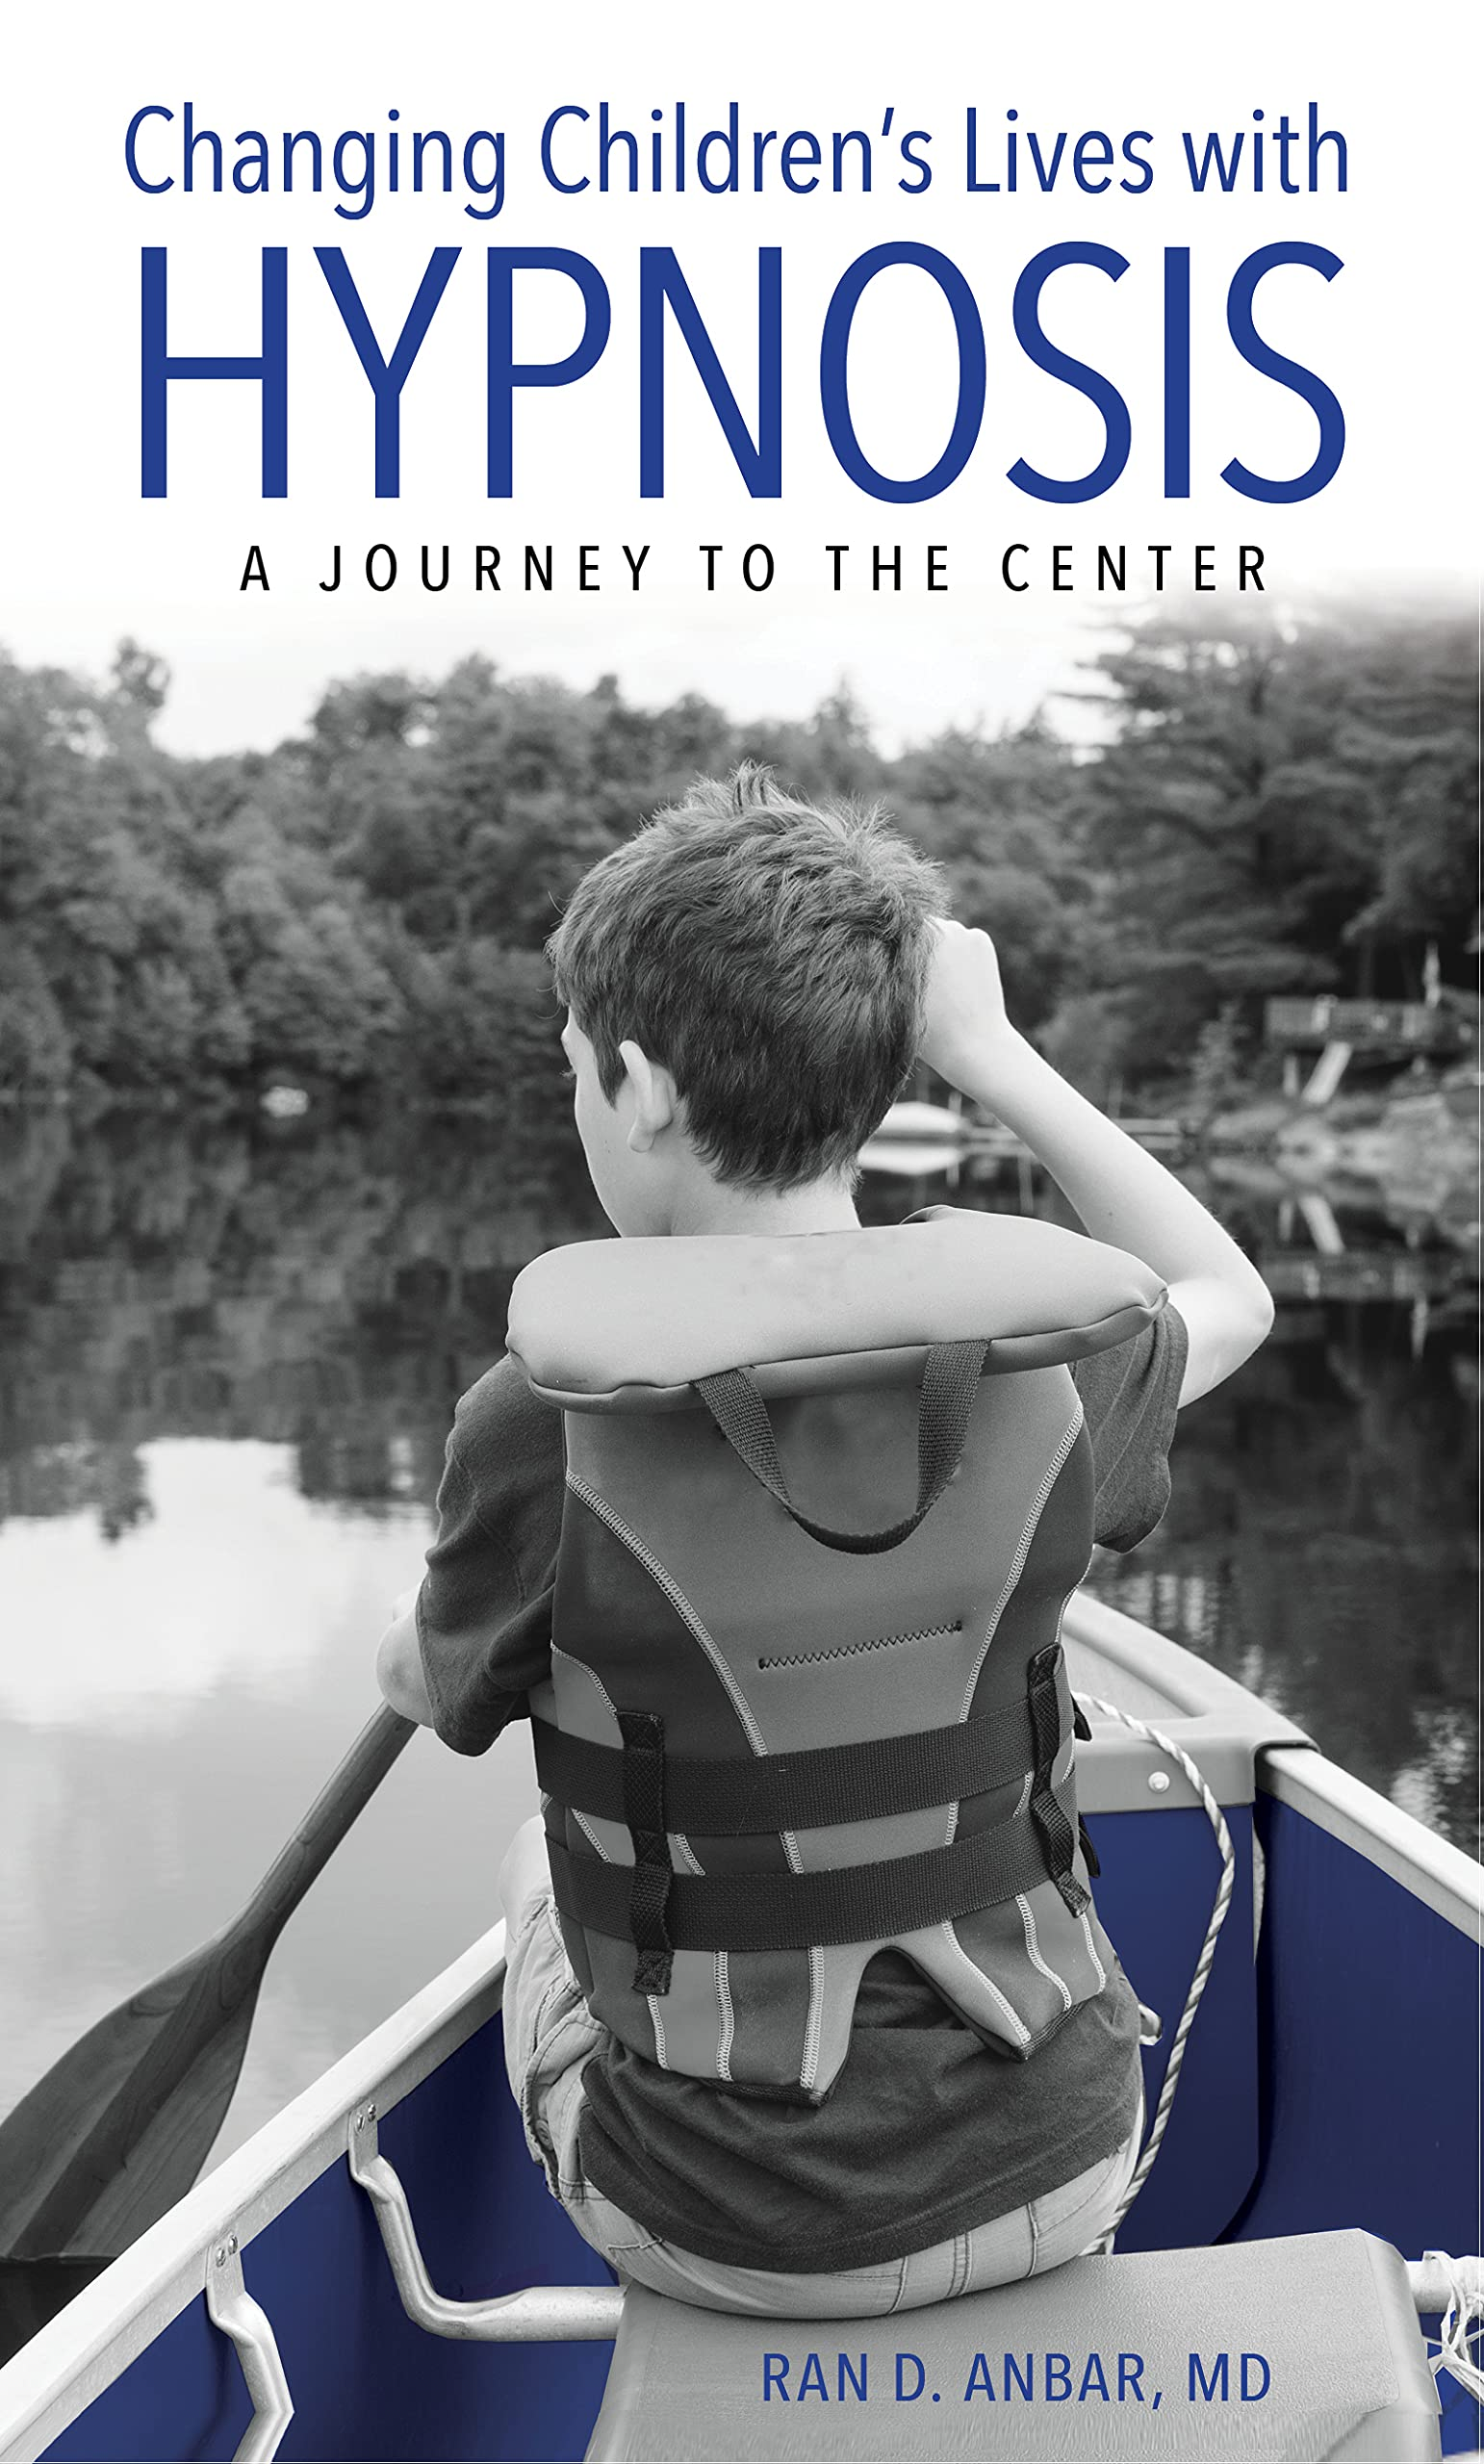 Changing Children’s Lives with
HYPNOSIS
A JOURNEY TO THE CENTER
RAN D. ANBAR, MD